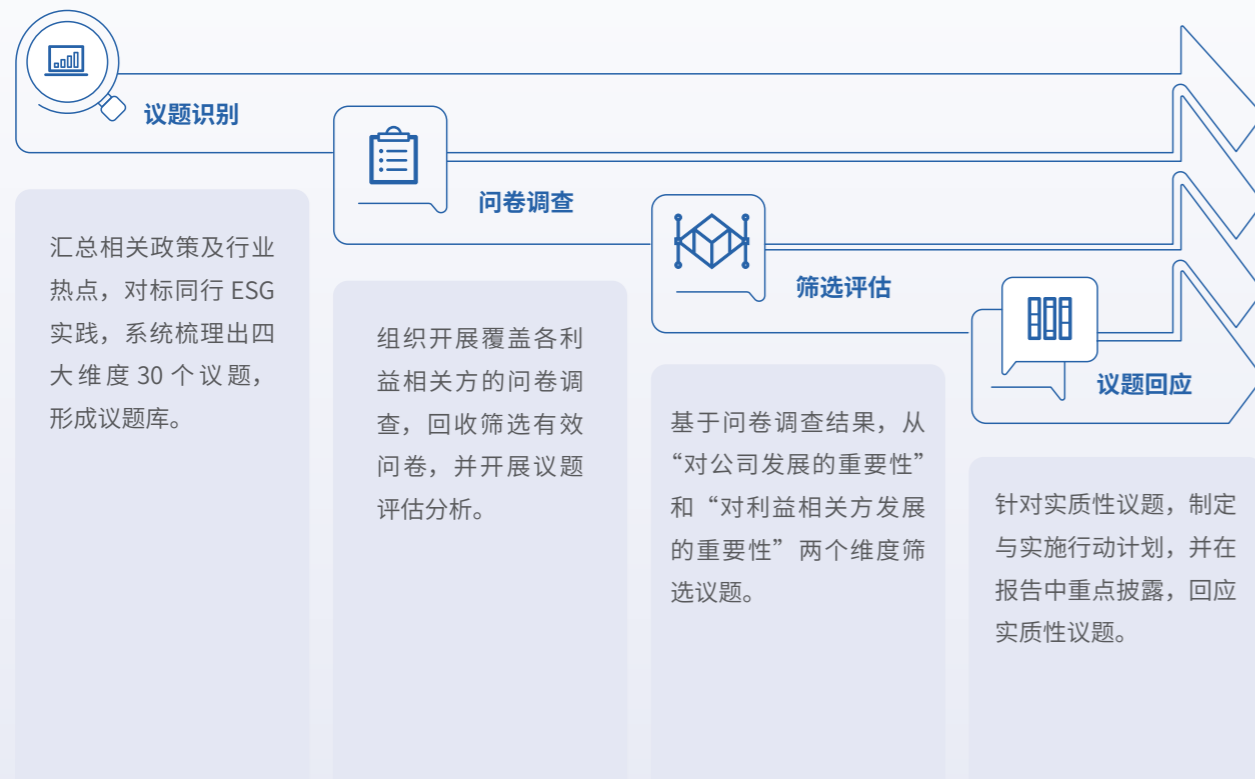 议题识别
汇总相关政策及行业
热点，对标同行 ESG
实践，系统梳理出四
大维度 30 个议题，
形成议题库。
问卷调查
组织开展覆盖各利
益相关方的问卷调
查，回收筛选有效
问卷，并开展议题
评估分析。
筛选评估
基于问卷调查结果，从
“对公司发展的重要性”
和“对利益相关方发展
的重要性”两个维度筛
选议题。
议题回应
针对实质性议题，制定
与实施行动计划，并在
报告中重点披露，回应
实质性议题。